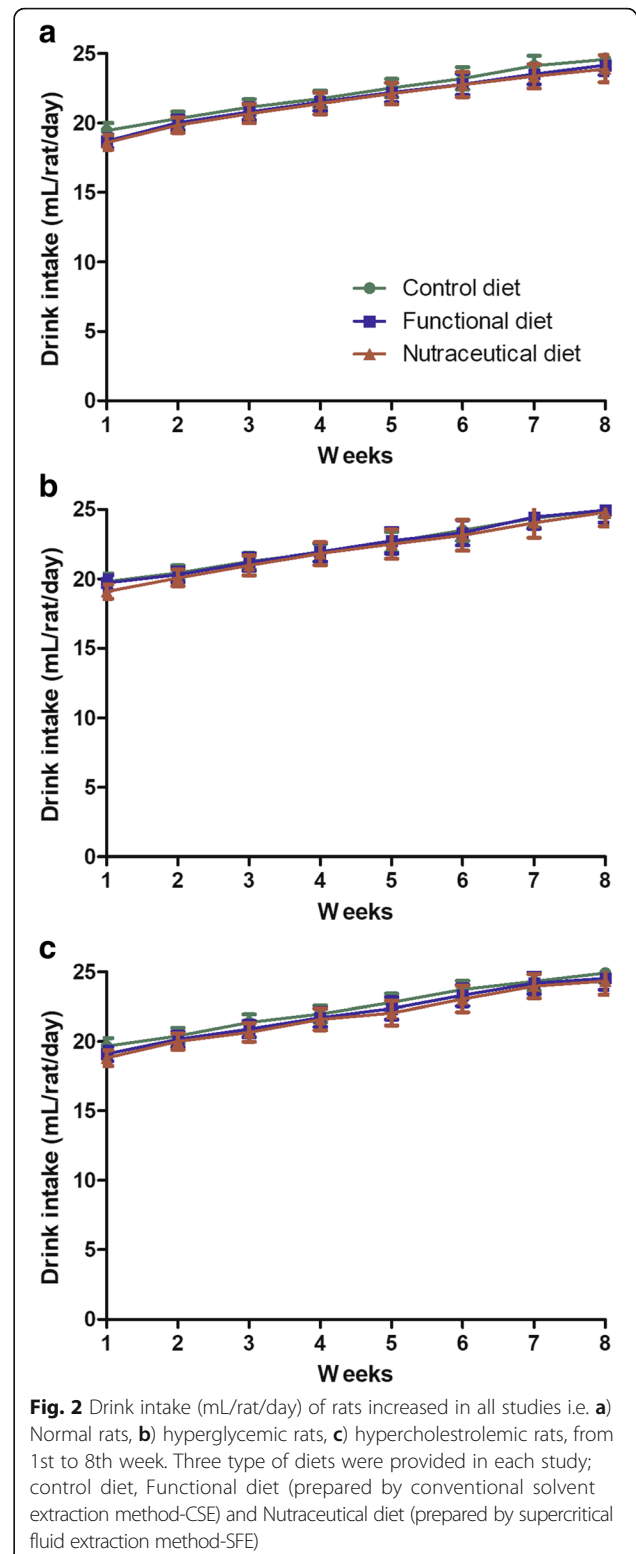 a
25
20
15
10
5
0
Drink intake (mL/rat/day)
Control diet
Functional diet
Nutraceutical diet
1 2 3 4 5 6 7 8
Weeks
b
25
20
15
10
5
0
Drink intake (mL/rat/day)
1 2 3 4 5 6 7 8
Weeks
c
25
20
15
10
5
0
Drink intake (mL/rat/day)
1 2 3 4 5 6 7 8
Weeks
Fig. 2 Drink intake (mL/rat/day) of rats increased in all studies i.e. a)
Normal rats, b) hyperglycemic rats, c) hypercholestrolemic rats, from
1st to 8th week. Three type of diets were provided in each study;
control diet, Functional diet (prepared by conventional solvent
extraction method-CSE) and Nutraceutical diet (prepared by supercritical
fluid extraction method-SFE)